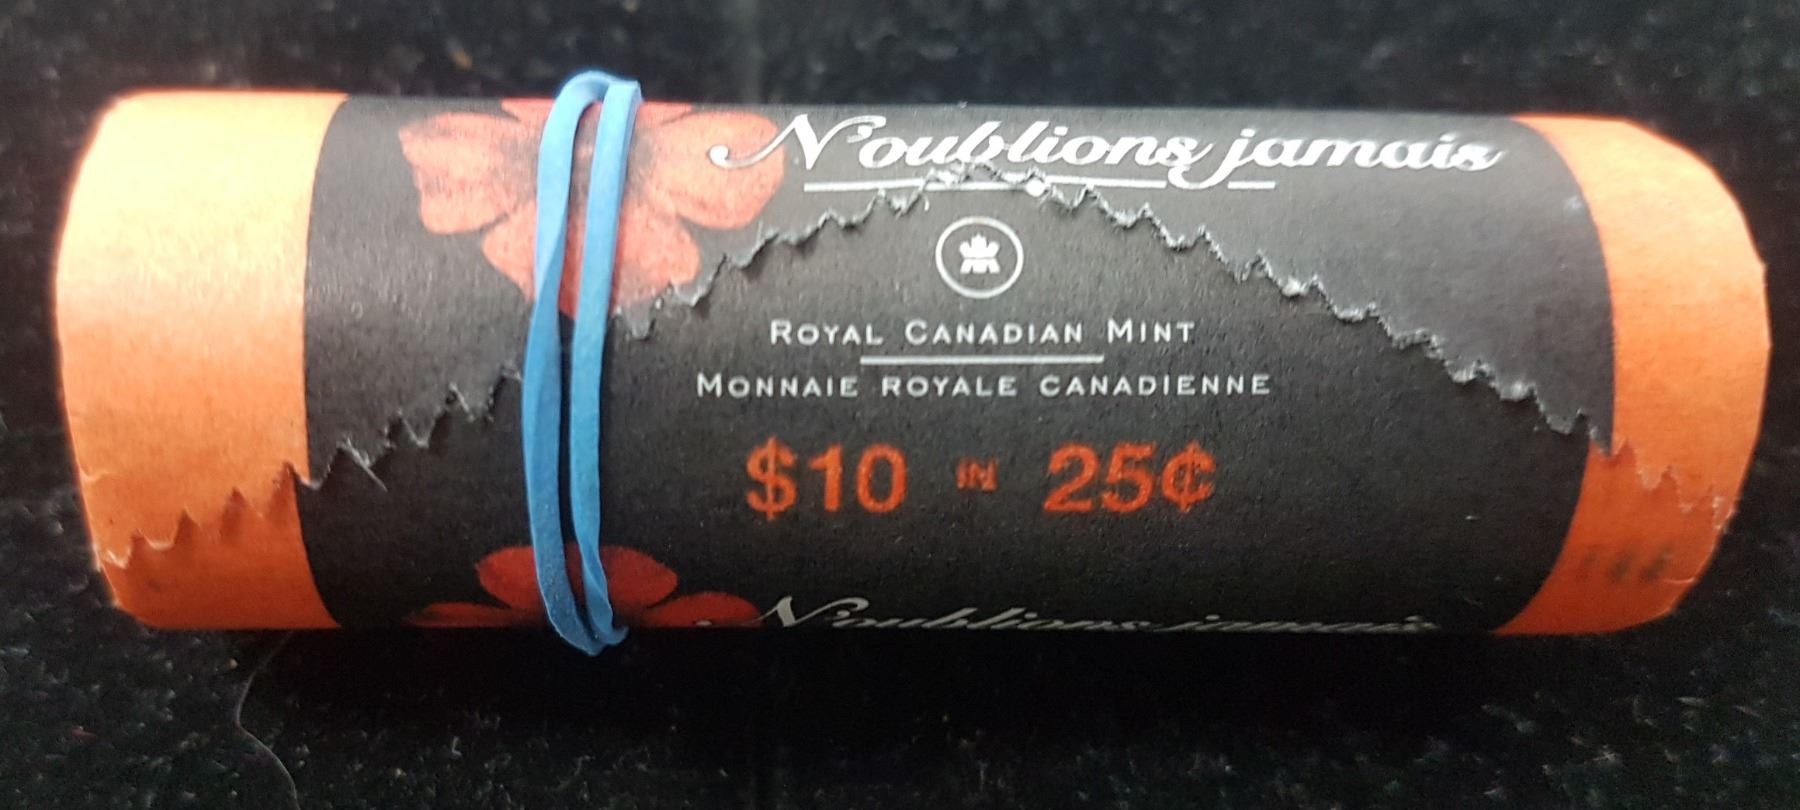 N'oublions jamais
ROYAL CANADIAN MINT
MONNAIE ROYALE CANADIENNE
$10 IN 25¢
N'oublions jamais